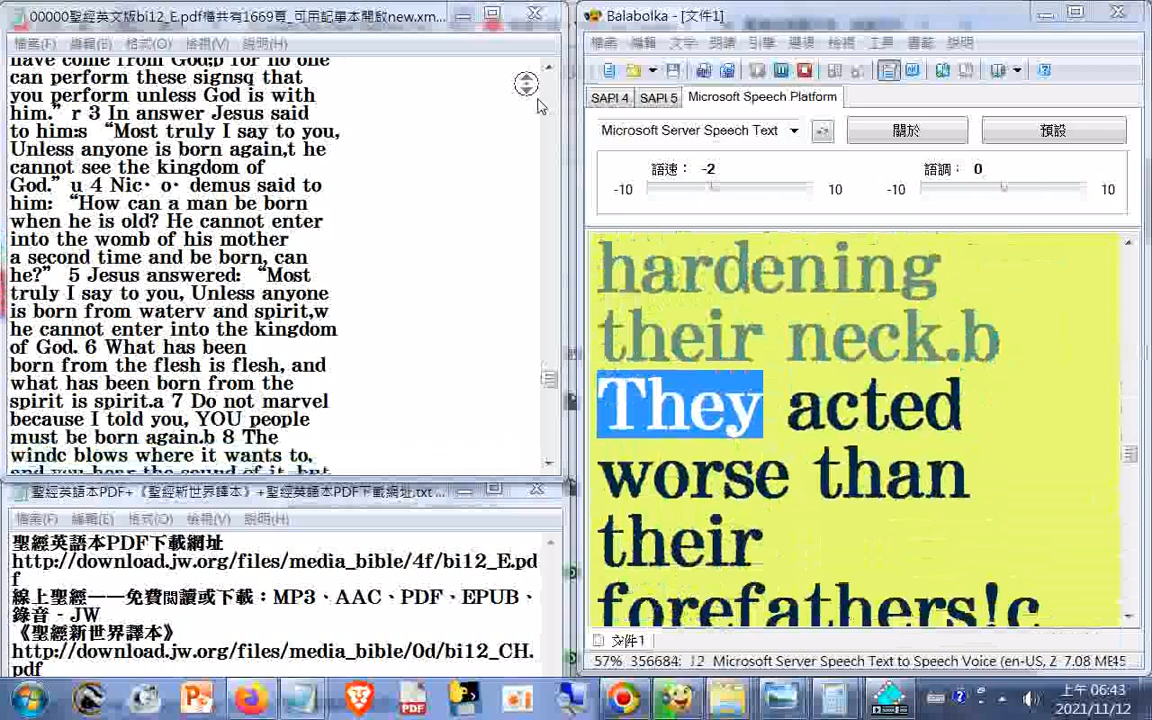 00000聖經英文版bi12_E.pdf檔共有1669頁_可用記事本開啟new.xm...
檔案(F) 編輯(E) 格式(O) 檢視(V) 說明(H)
have come from God;p for no one
can perform these signsq that
you perform unless God is with
him.” r 3 In answer Jesus said
to him:s “Most truly I say to you,
Unless anyone is born again,t he
cannot see the kingdom of
God.” u 4 Nic· o· demus said to
him: “How can a man be born
when he is old? He cannot enter
into the womb of his mother
a second time and be born, can
he?” 5 Jesus answered: “Most
truly I say to you, Unless anyone
is born from waterv and spirit,w
he cannot enter into the kingdom
of God. 6 What has been
born from the flesh is flesh, and
what has been born from the
spirit is spirit.a 7 Do not marvel
because I told you, YOU people
must be born again.b 8 The
windc blows where it wants to,
and you hear the sound of it, but
聖經英語本PDF+《聖經新世界譯本》+聖經英語本PDF下載網址.txt ...
檔案(F) 編輯(E) 格式(O) 檢視(V) 說明(H)
聖經英語本PDF下載網址
http://download.jw.org/files/media_bible/4f/bi12_E.pd
f
線上聖經——免費閱讀或下載：MP3、AAC、PDF、EPUB、
錄音 - JW
《聖經新世界譯本》
http://download.jw.org/files/media_bible/0d/bi12_CH.
pdf
Balabolka - [文件1]
檔案 編輯 文字 朗讀 引擎 選項 檢視 工具 書籤 說明
SAPI 4 SAPI 5 Microsoft Speech Platform
Microsoft Server Speech Text 關於 預設
語速： -2 語調： 0
-10 10 -10 10
hardening
their neck.b
They acted
worse than
their
forefathers!c
文件1
57% 356684: 12 Microsoft Server Speech Text to Speech Voice (en-US, Z 7.08 ME45
上午 06:43
2021/11/12